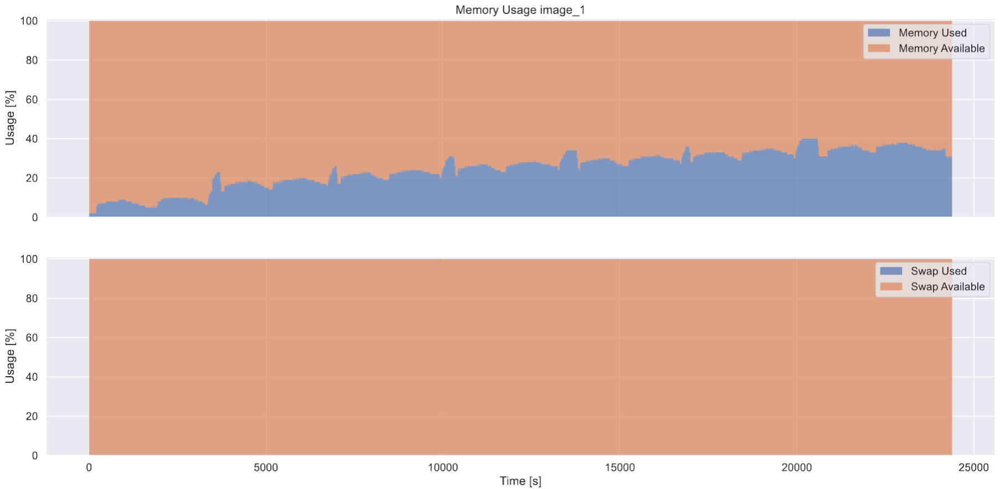 Memory Usage image_1
100
80
60
40
20
0
Usage [%]
Memory Used
Memory Available
100
80
60
40
20
0
Usage [%]
Swap Used
Swap Available
0 5000 10000 15000 20000 25000
Time [s]